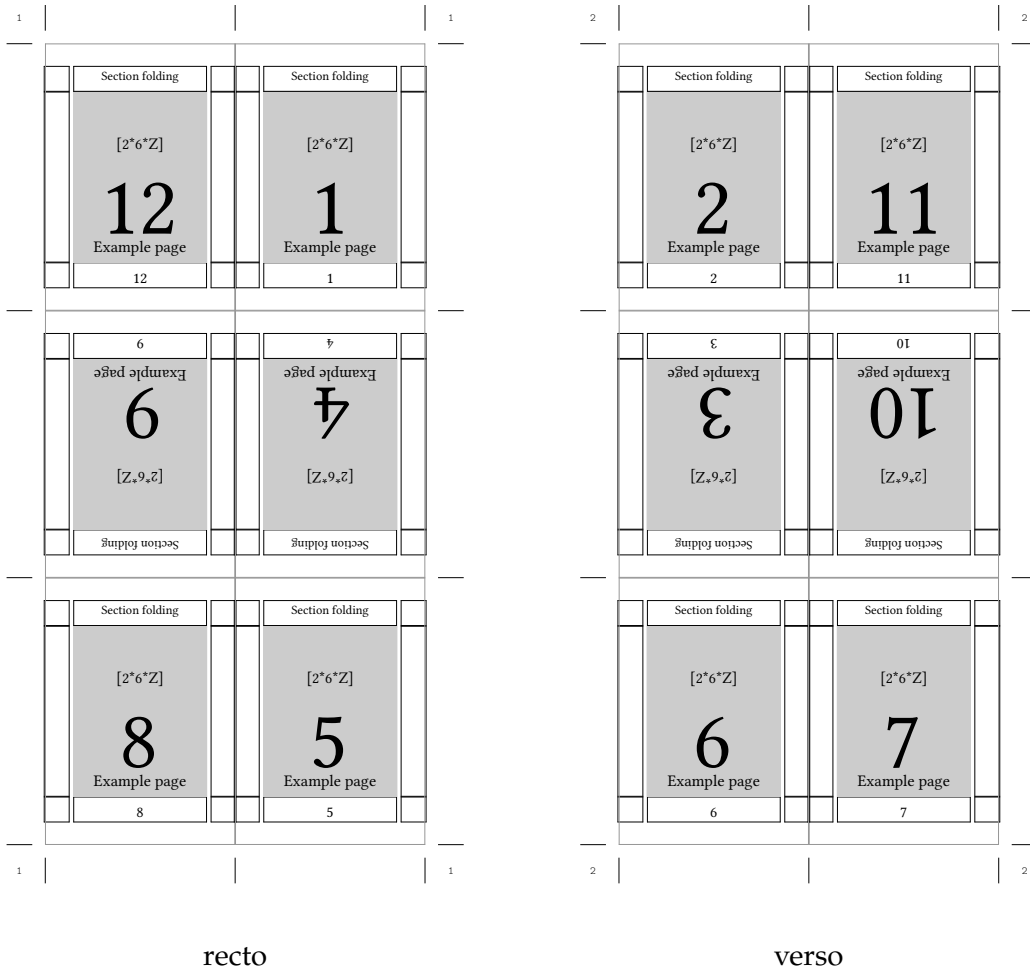 1 1
Section folding Section folding
[2*6*Z] [2*6*Z]
12 1
Example page Example page
12 1
9 4
Example page Example page
9 4
[2*6*Z] [2*6*Z]
Section folding Section folding
Section folding Section folding
[2*6*Z] [2*6*Z]
8 5
Example page Example page
8 5
1 1
recto
2 2
Section folding Section folding
[2*6*Z] [2*6*Z]
2 11
Example page Example page
2 11
3 10
Example page Example page
3 10
[2*6*Z] [2*6*Z]
Section folding Section folding
Section folding Section folding
[2*6*Z] [2*6*Z]
6 7
Example page Example page
6 7
2 2
verso